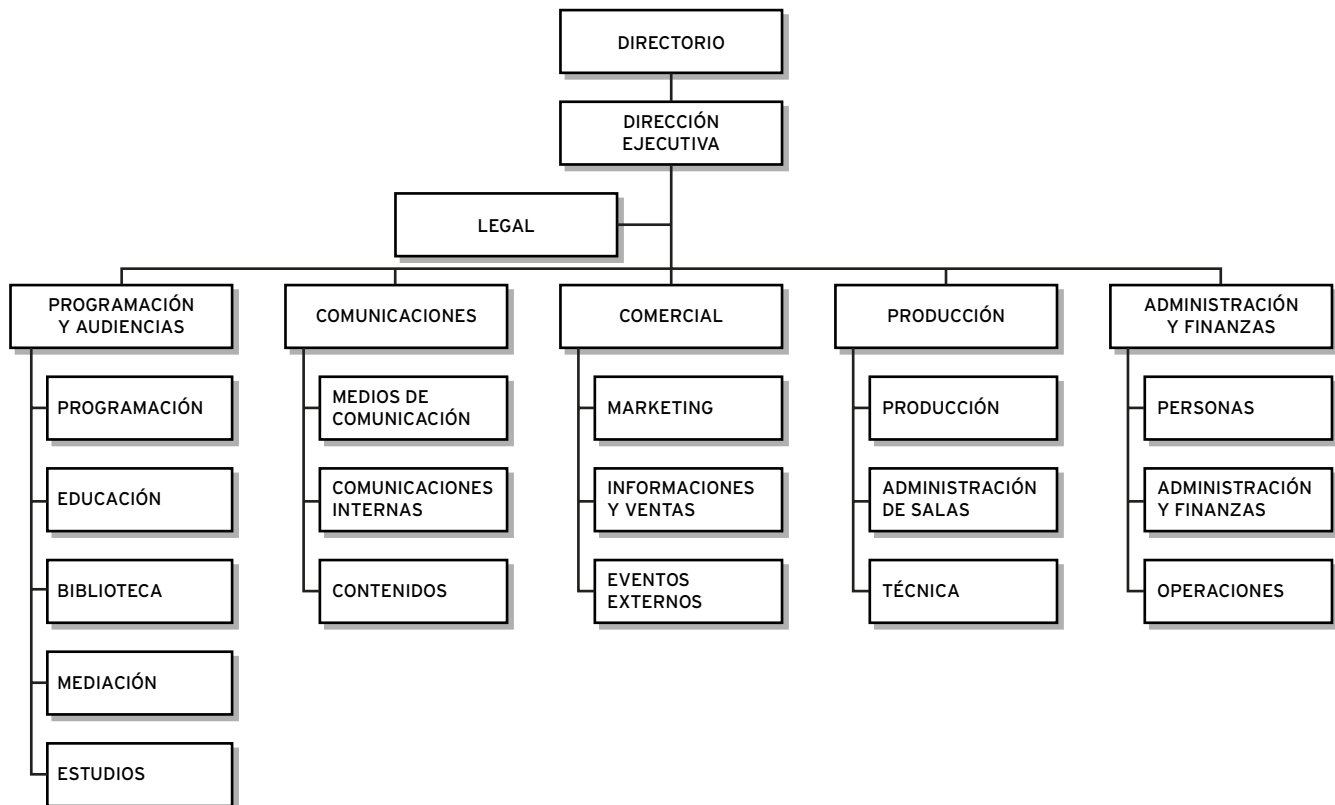 DIRECTORIO
DIRECCIÓN
EJECUTIVA
LEGAL
PROGRAMACIÓN
Y AUDIENCIAS
PROGRAMACIÓN
EDUCACIÓN
BIBLIOTECA
MEDIACIÓN
ESTUDIOS
COMUNICACIONES
MEDIOS DE
COMUNICACIÓN
COMUNICACIONES
INTERNAS
CONTENIDOS
COMERCIAL
MARKETING
INFORMACIONES
Y VENTAS
EVENTOS
EXTERNOS
PRODUCCIÓN
PRODUCCIÓN
ADMINISTRACIÓN
DE SALAS
TÉCNICA
ADMINISTRACIÓN
Y FINANZAS
PERSONAS
ADMINISTRACIÓN
Y FINANZAS
OPERACIONES